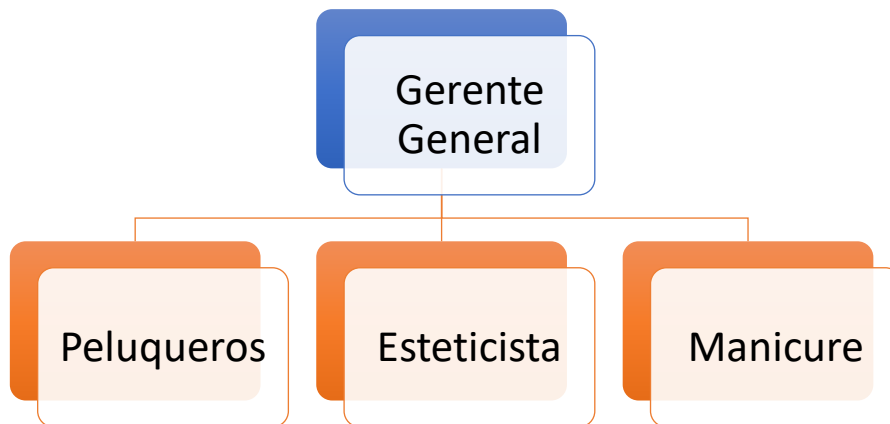 Gerente
General
Peluqueros
Esteticista
Manicure